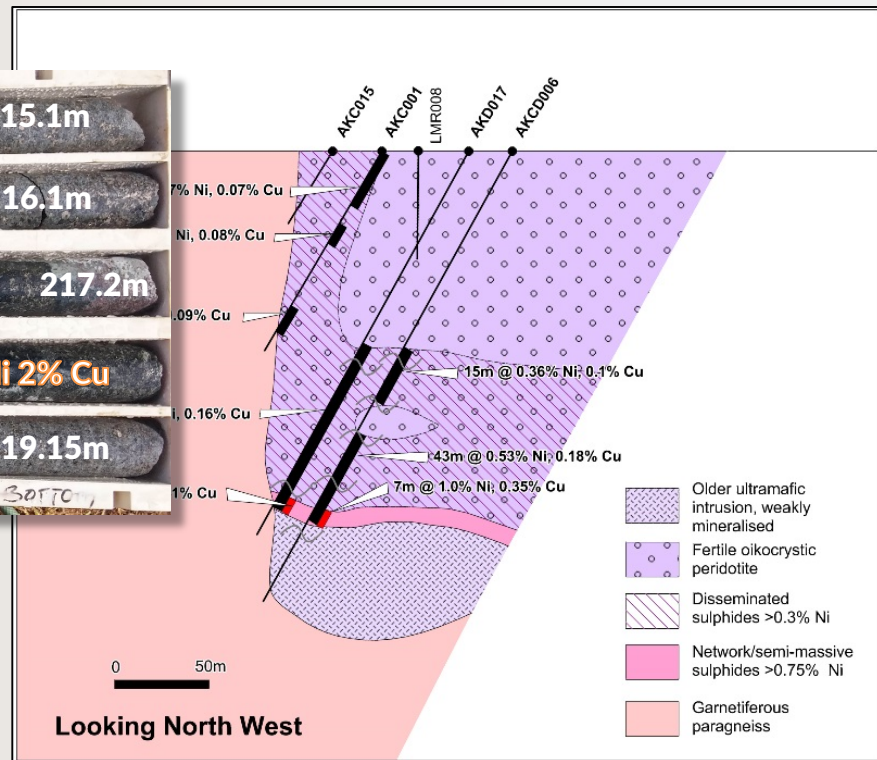 15.1m
16.1m
217.2m
2% Cu
19.15m
BOTTO
AKC015
AKC001
LMR008
AKD017
AKCD006
7% Ni, 0.07% Cu
Ni, 0.08% Cu
.09% Cu
15m @ 0.36% Ni, 0.1% Cu
, 0.16% Cu
43m @ 0.53% Ni, 0.18% Cu
1% Cu
7m @ 1.0% Ni, 0.35% Cu
Older ultramafic
intrusion, weakly
mineralised
Fertile oikocrystic
peridotite
Disseminated
sulphides >0.3% Ni
Network/semi-massive
sulphides >0.75% Ni
Garnetiferous
paragneiss
0 50m
Looking North West